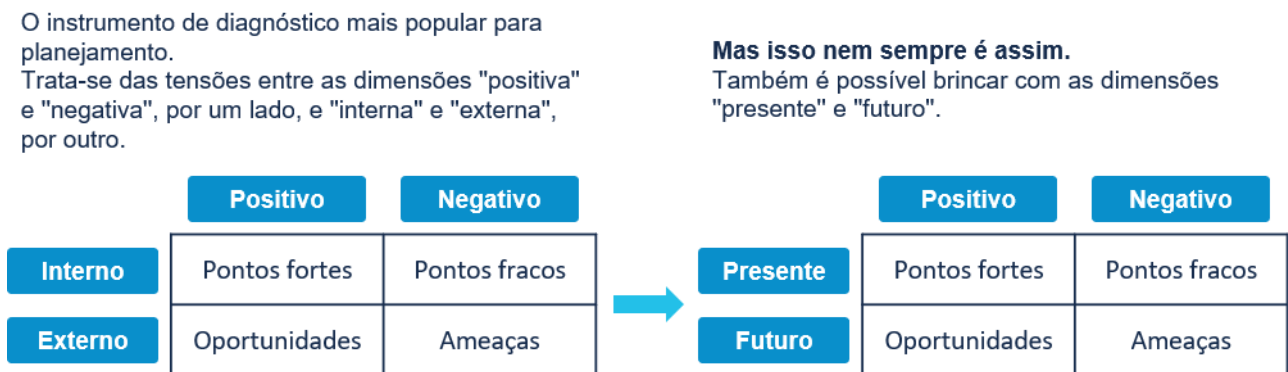 O instrumento de diagnóstico mais popular para
planejamento.
Trata-se das tensões entre as dimensões "positiva"
e "negativa", por um lado, e "interna" e "externa",
por outro.
Positivo Negativo
Interno Pontos fortes Pontos fracos
Externo Oportunidades Ameaças
Mas isso nem sempre é assim.
Também é possível brincar com as dimensões
"presente" e "futuro".
Positivo Negativo
Presente Pontos fortes Pontos fracos
Futuro Oportunidades Ameaças